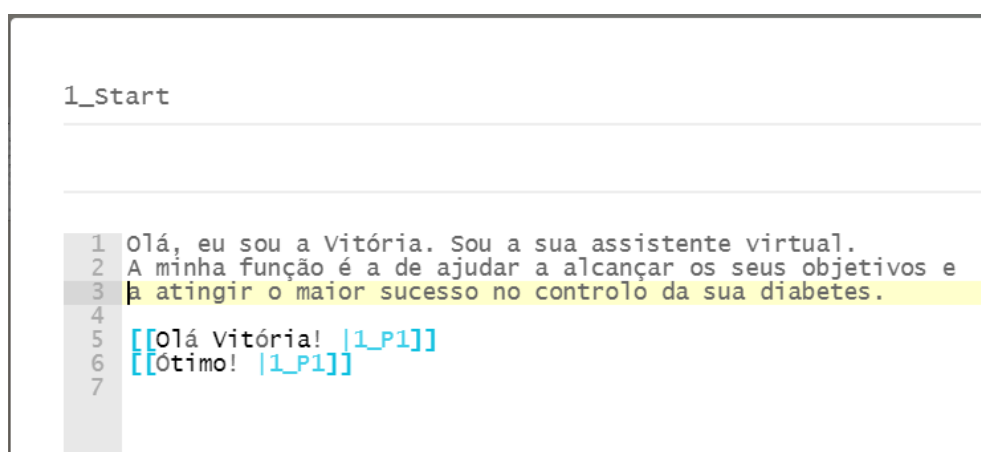 1_Start
1 Olá, eu sou a Vitória. Sou a sua assistente virtual.
2 A minha função é a de ajudar a alcançar os seus objetivos e
3 a atingir o maior sucesso no controlo da sua diabetes.
4
5 [[Olá Vitória! |1_P1]]
6 [[Ótimo! |1_P1]]
7